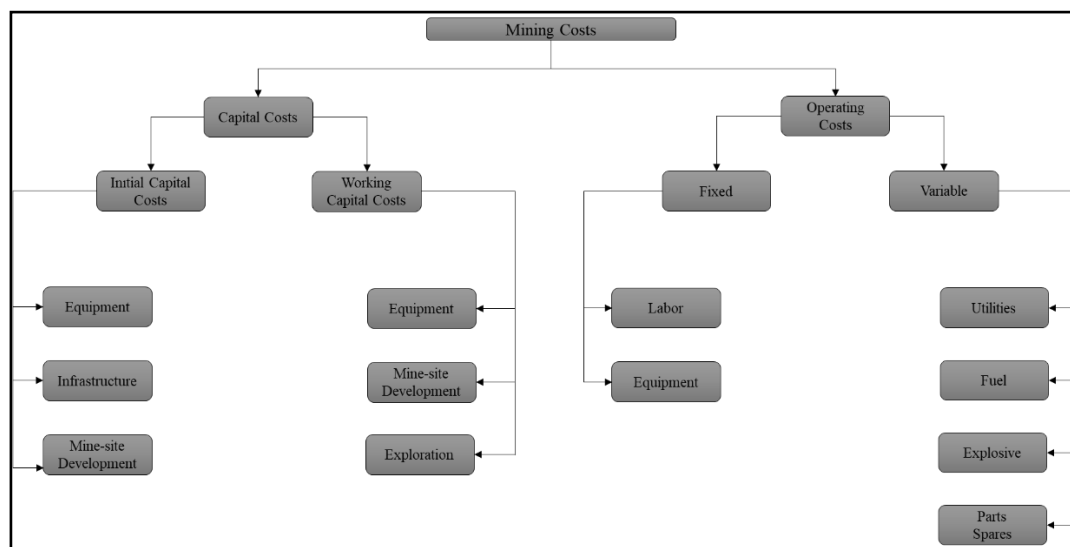 Mining Costs
Capital Costs
Operating
Costs
Initial Capital
Costs
Working
Capital Costs
Fixed
Variable
Equipment
Equipment
Labor
Utilities
Infrastructure
Mine-site
Development
Equipment
Fuel
Mine-site
Development
Exploration
Explosive
Parts
Spares